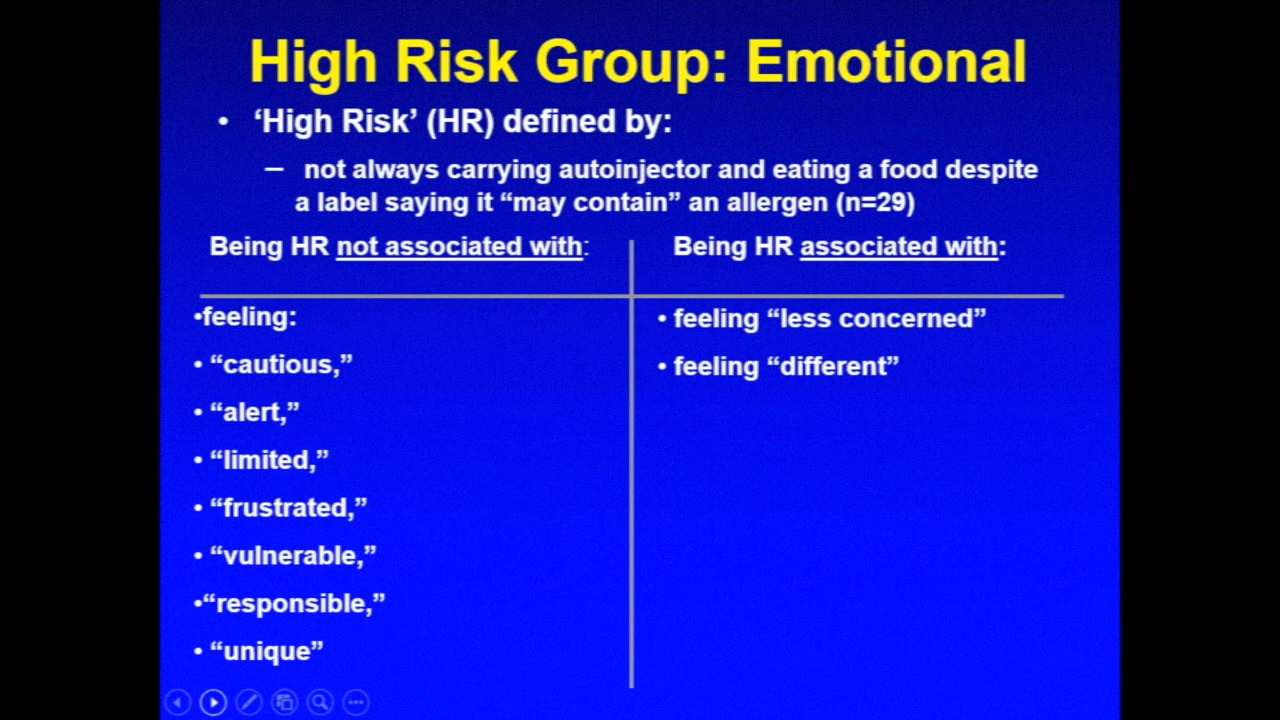 High Risk Group: Emotional
• ‘High Risk’ (HR) defined by:
– not always carrying autoinjector and eating a food despite
a label saying it “may contain” an allergen (n=29)
Being HR not associated with:
•feeling:
• “cautious,”
• “alert,”
• “limited,”
• “frustrated,”
• “vulnerable,”
•“responsible,”
• “unique”
Being HR associated with:
• feeling “less concerned”
• feeling “different”